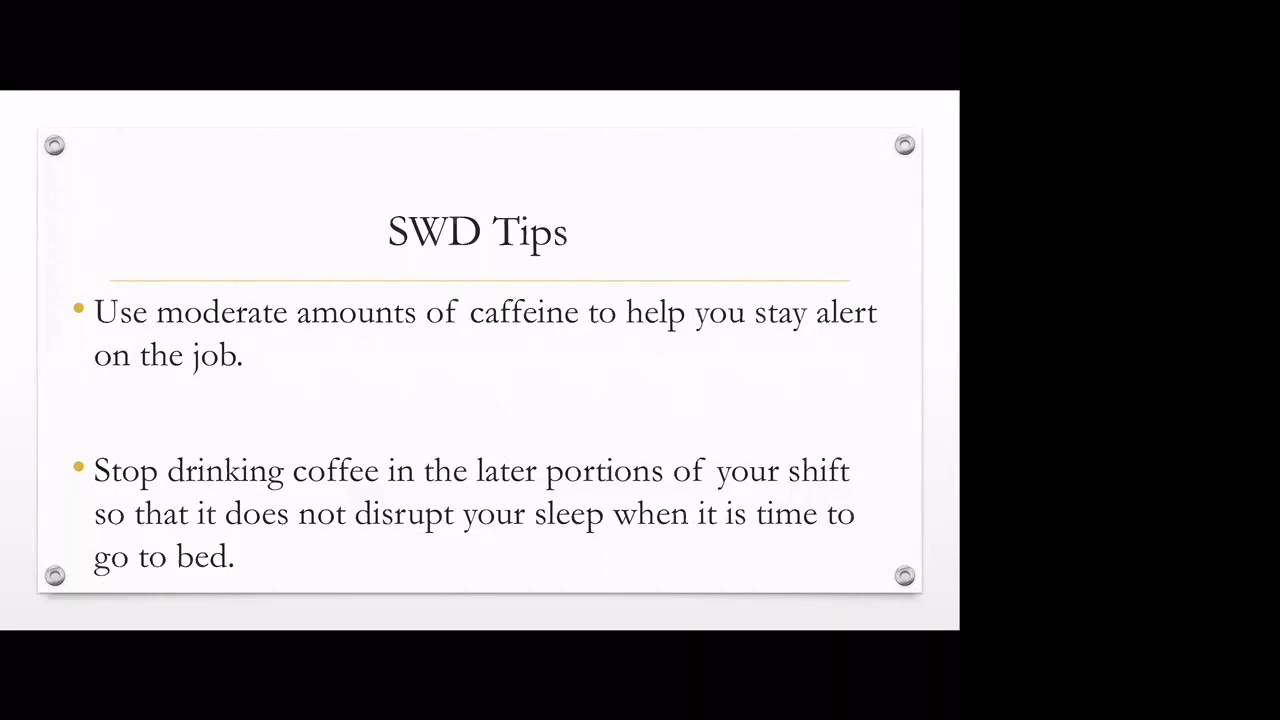 SWD Tips
• Use moderate amounts of caffeine to help you stay alert
on the job.
• Stop drinking coffee in the later portions of your shift
so that it does not disrupt your sleep when it is time to
go to bed.